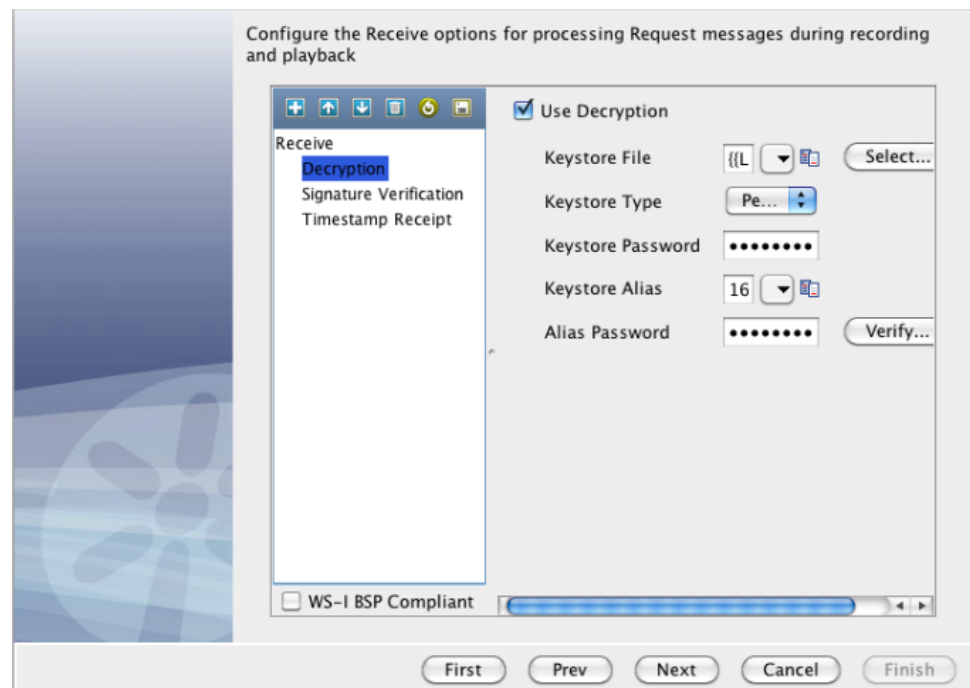 Configure the Receive options for processing Request messages during recording
and playback
Use Decryption
Receive
Decryption
Signature Verification
Timestamp Receipt
Keystore File {{L Select...
Keystore Type Pe...
Keystore Password ••••••••
Keystore Alias 16
Alias Password ••••••••  Verify...
WS-I BSP Compliant
First Prev Next Cancel Finish